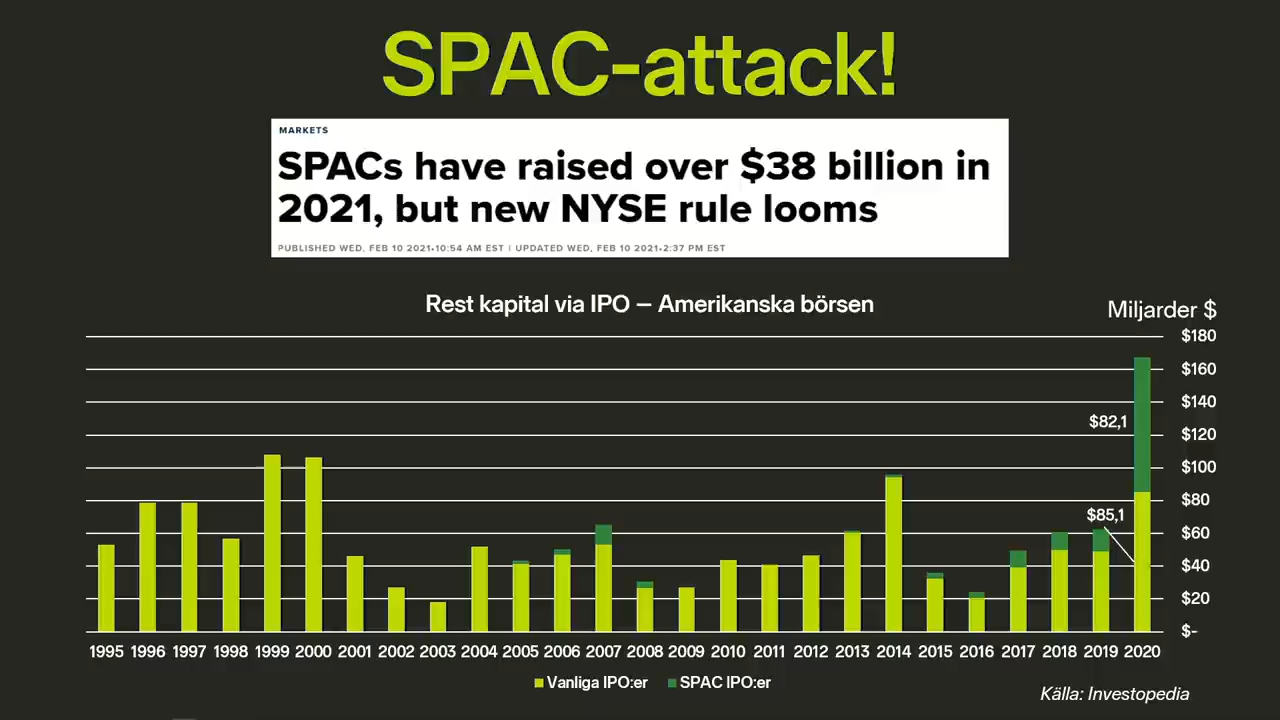 SPAC-attack!
MARKETS
SPACs have raised over $38 billion in
2021, but new NYSE rule looms
PUBLISHED WED, FEB 10 2021•10:54 AM EST | UPDATED WED, FEB 10 2021•2:37 PM EST
Rest kapital via IPO – Amerikanska börsen
Miljarder $
$180
$160
$140
$82,1
$120
$100
$80
$85,1
$60
$40
$20
$-
1995 1996 1997 1998 1999 2000 2001 2002 2003 2004 2005 2006 2007 2008 2009 2010 2011 2012 2013 2014 2015 2016 2017 2018 2019 2020
Vanliga IPO:er SPAC IPO:er
Källa: Investopedia